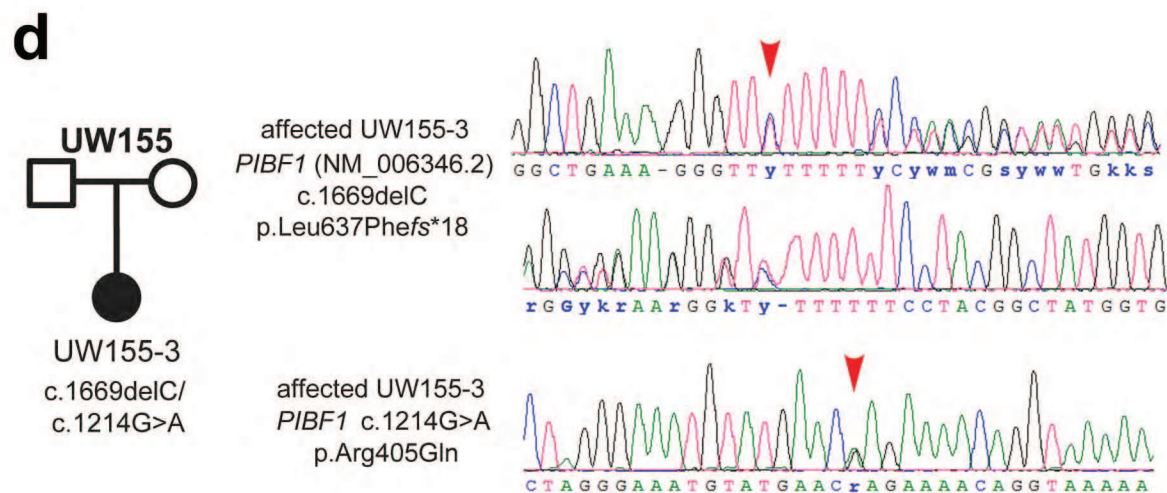 d
UW155
UW155-3
c.1669delC/
c.1214G>A
affected UW155-3
PIBF1 (NM_006346.2)
c.1669delC
p.Leu637Phefs*18
GGCTGAAA-GGGTTyTTTTTyCywmCGsywwTGkks
rGGykrAArGGkTy-TTTTTTCCTACGGCTATGGTG
affected UW155-3
PIBF1 c.1214G>A
p.Arg405Gln
CTAGGGAAATGTATGAACrAGAAAACAGGTAAAAA